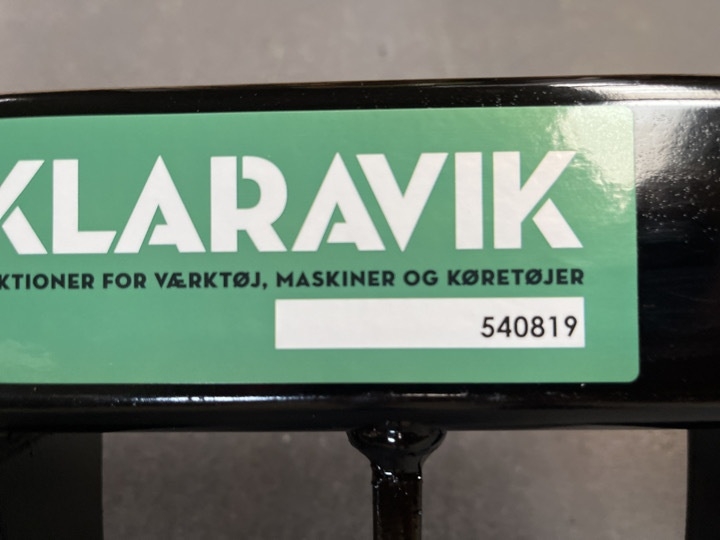 KLARAVIK
KTIONER FOR VÆRKTØJ, MASKINER OG KØRETØJER
540819